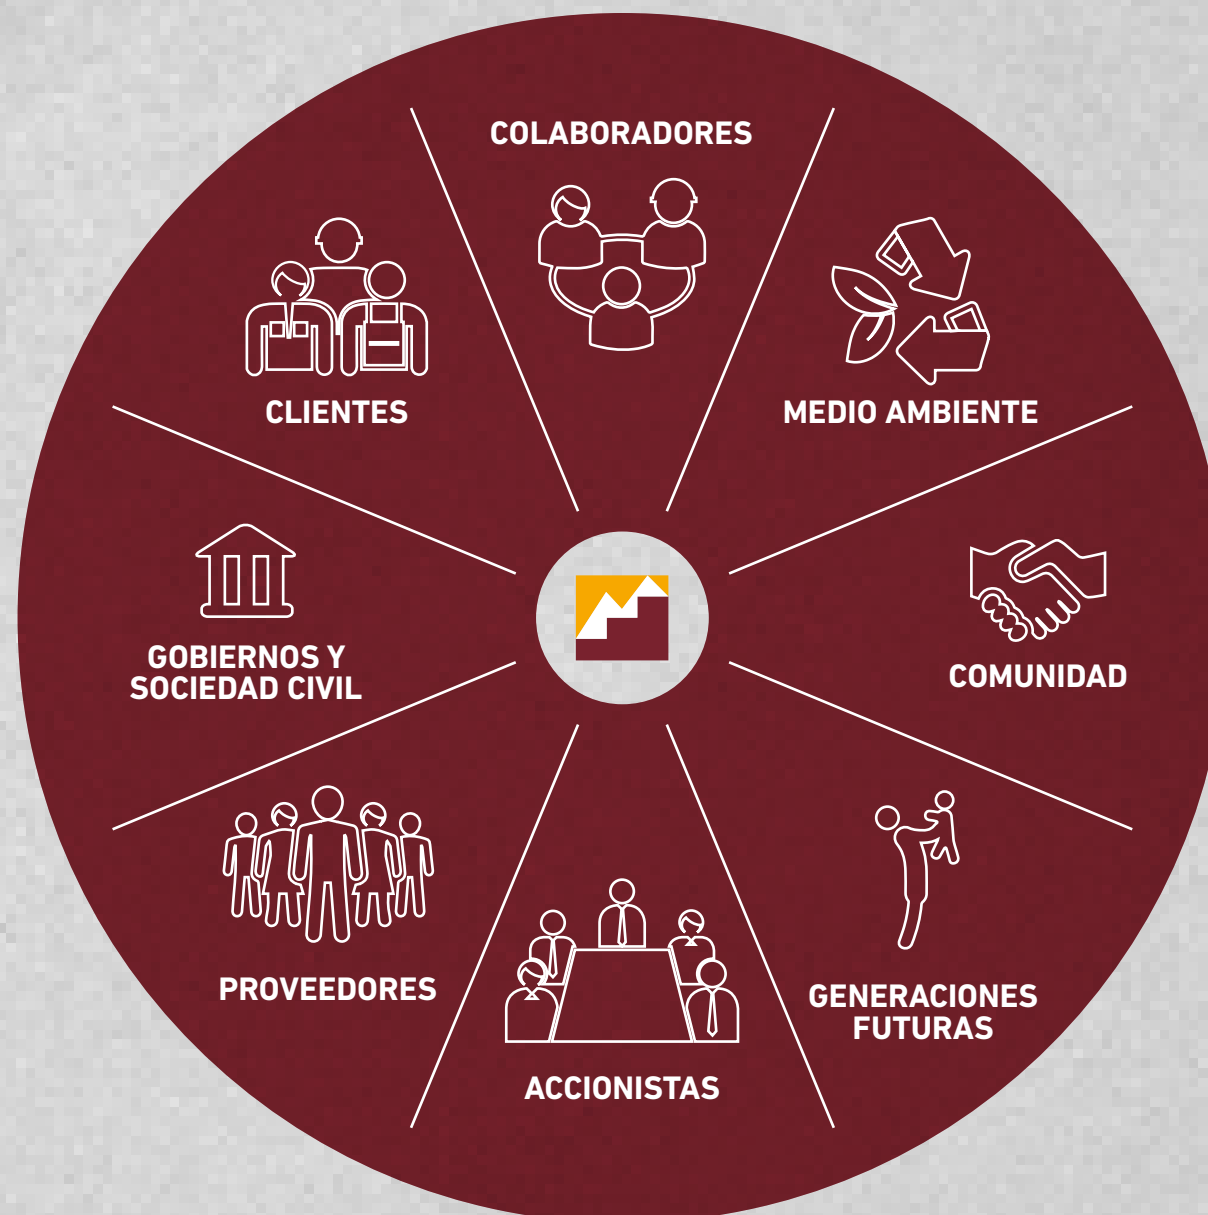 COLABORADORES
CLIENTES
MEDIO AMBIENTE
GOBIERNOS Y
SOCIEDAD CIVIL
COMUNIDAD
PROVEEDORES
GENERACIONES
FUTURAS
ACCIONISTAS